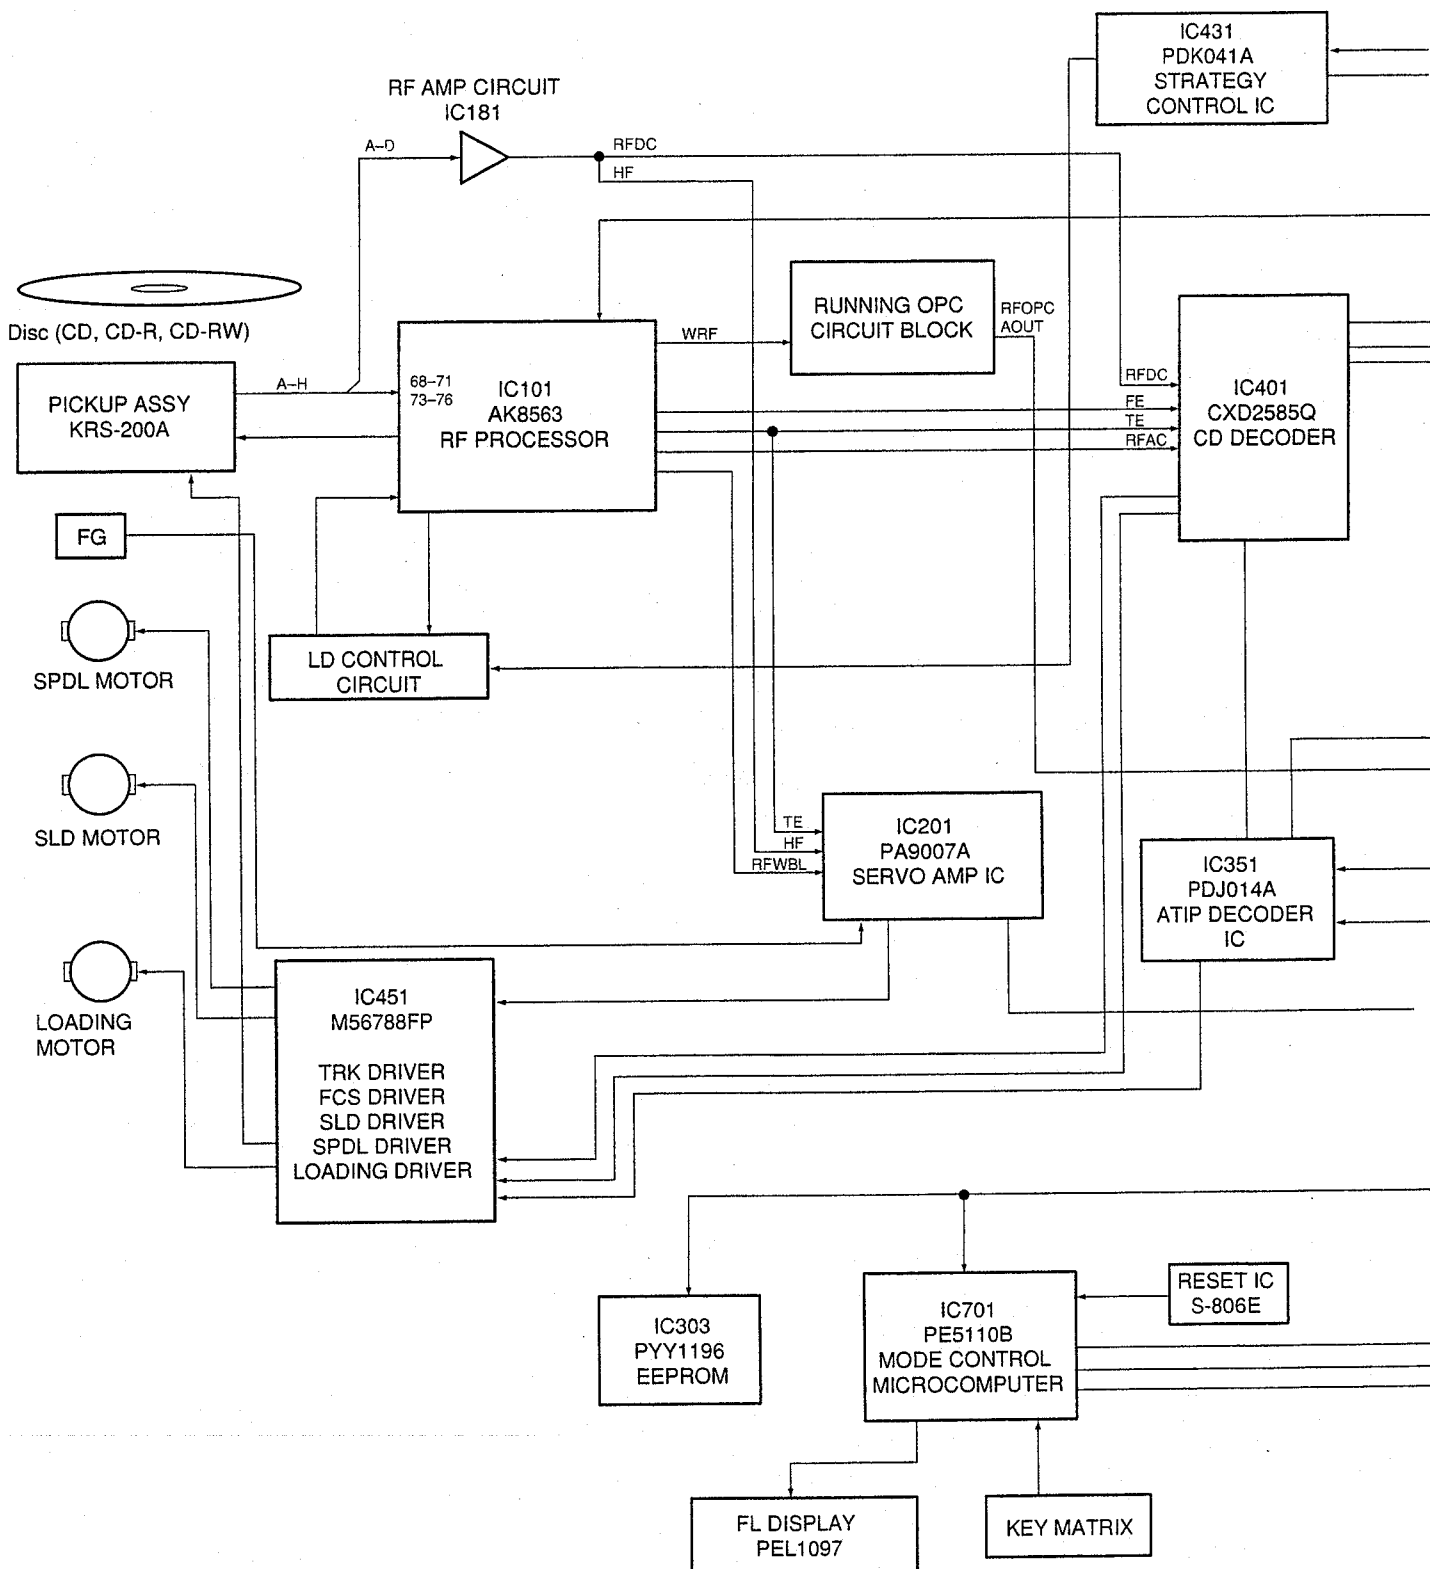 IC431
PDK041A
STRATEGY
CONTROL IC
RF AMP CIRCUIT
IC181
A–D
RFDC
HF
Disc (CD, CD-R, CD-RW)
PICKUP ASSY
KRS-200A
A–H
68–71
73–76
IC101
AK8563
RF PROCESSOR
WRF
RUNNING OPC
CIRCUIT BLOCK
RFOPC
AOUT
RFDC
FE
TE
RFAC
IC401
CXD2585Q
CD DECODER
FG
SPDL MOTOR
LD CONTROL
CIRCUIT
SLD MOTOR
TE
HF
RFWBL
IC201
PA9007A
SERVO AMP IC
IC351
PDJ014A
ATIP DECODER
IC
LOADING
MOTOR
IC451
M56788FP
TRK DRIVER
FCS DRIVER
SLD DRIVER
SPDL DRIVER
LOADING DRIVER
IC303
PYY1196
EEPROM
IC701
PE5110B
MODE CONTROL
MICROCOMPUTER
RESET IC
S-806E
FL DISPLAY
PEL1097
KEY MATRIX